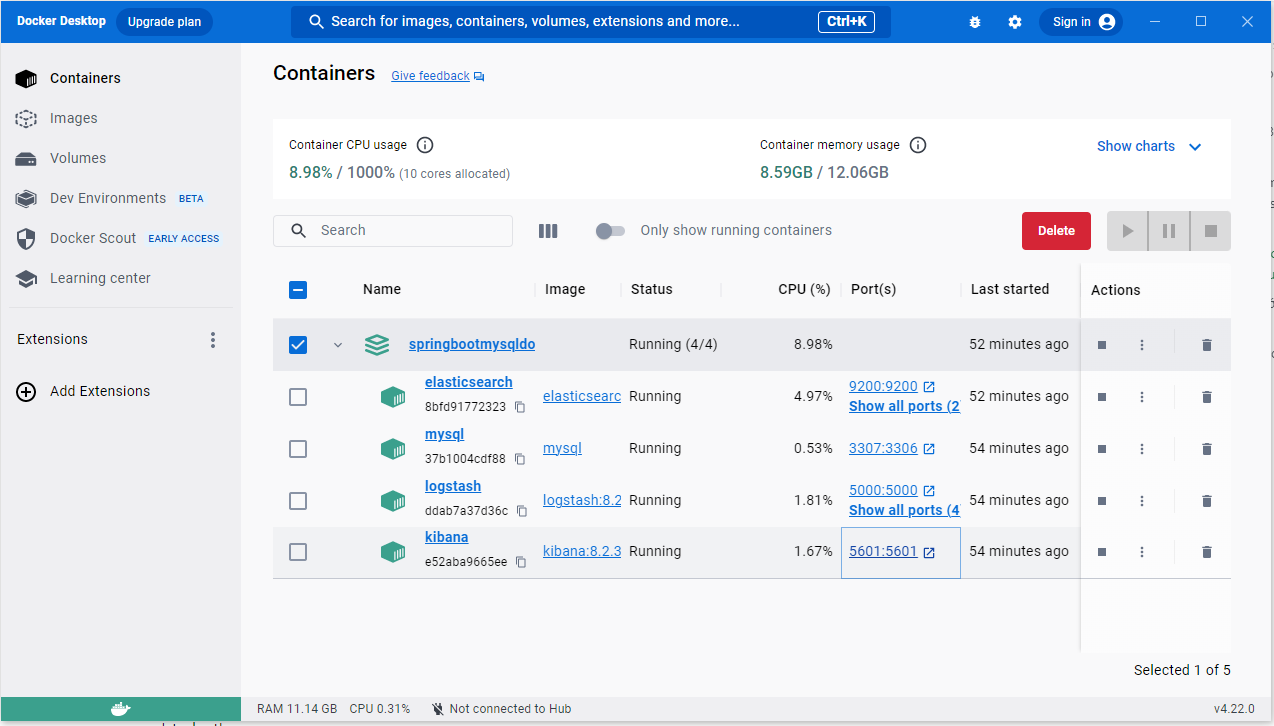 Docker Desktop Upgrade plan Search for images, containers, volumes, extensions and more... Ctrl+K Sign in
Containers
Images
Volumes
Dev Environments BETA
Docker Scout EARLY ACCESS
Learning center
Extensions
Add Extensions
Containers Give feedback
Container CPU usage
8.98% / 1000% (10 cores allocated)
Container memory usage
8.59GB / 12.06GB
Show charts
Search Only show running containers Delete
Name Image Status CPU (%) Port(s) Last started Actions
springbootmysqldo Running (4/4) 8.98% 52 minutes ago
elasticsearch
8bfd91772323
elasticsearc Running 4.97% 9200:9200
Show all ports (2
52 minutes ago
mysql
37b1004cdf88
mysql Running 0.53% 3307:3306 54 minutes ago
logstash
ddab7a37d36c
logstash:8.2 Running 1.81% 5000:5000
Show all ports (4
54 minutes ago
kibana
e52aba9665ee
kibana:8.2.3 Running 1.67% 5601:5601 54 minutes ago
Selected 1 of 5
RAM 11.14 GB CPU 0.31% Not connected to Hub v4.22.0